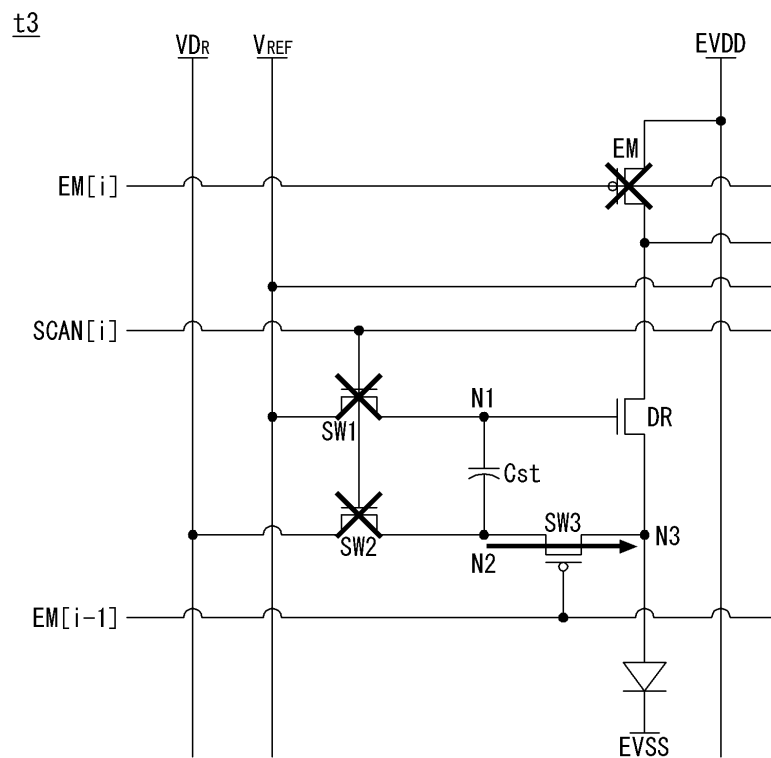 t3
VDR VREF EVDD
EM
EM[i]
SCAN[i]
N1
DR
SW1
Cst
SW3
SW2 N2 N3
EM[i-1]
EVSS